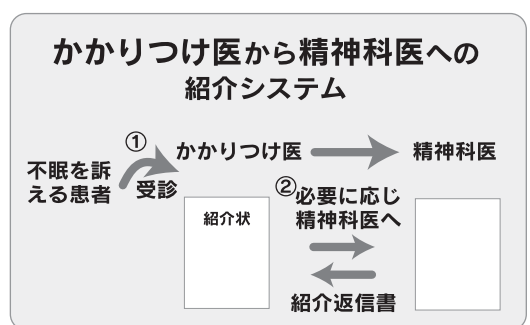 かかりつけ医から精神科医への
紹介システム
①
不眠を訴
える患者
受診
かかりつけ医
精神科医
紹介状
②必要に応じ
精神科医へ
紹介返信書